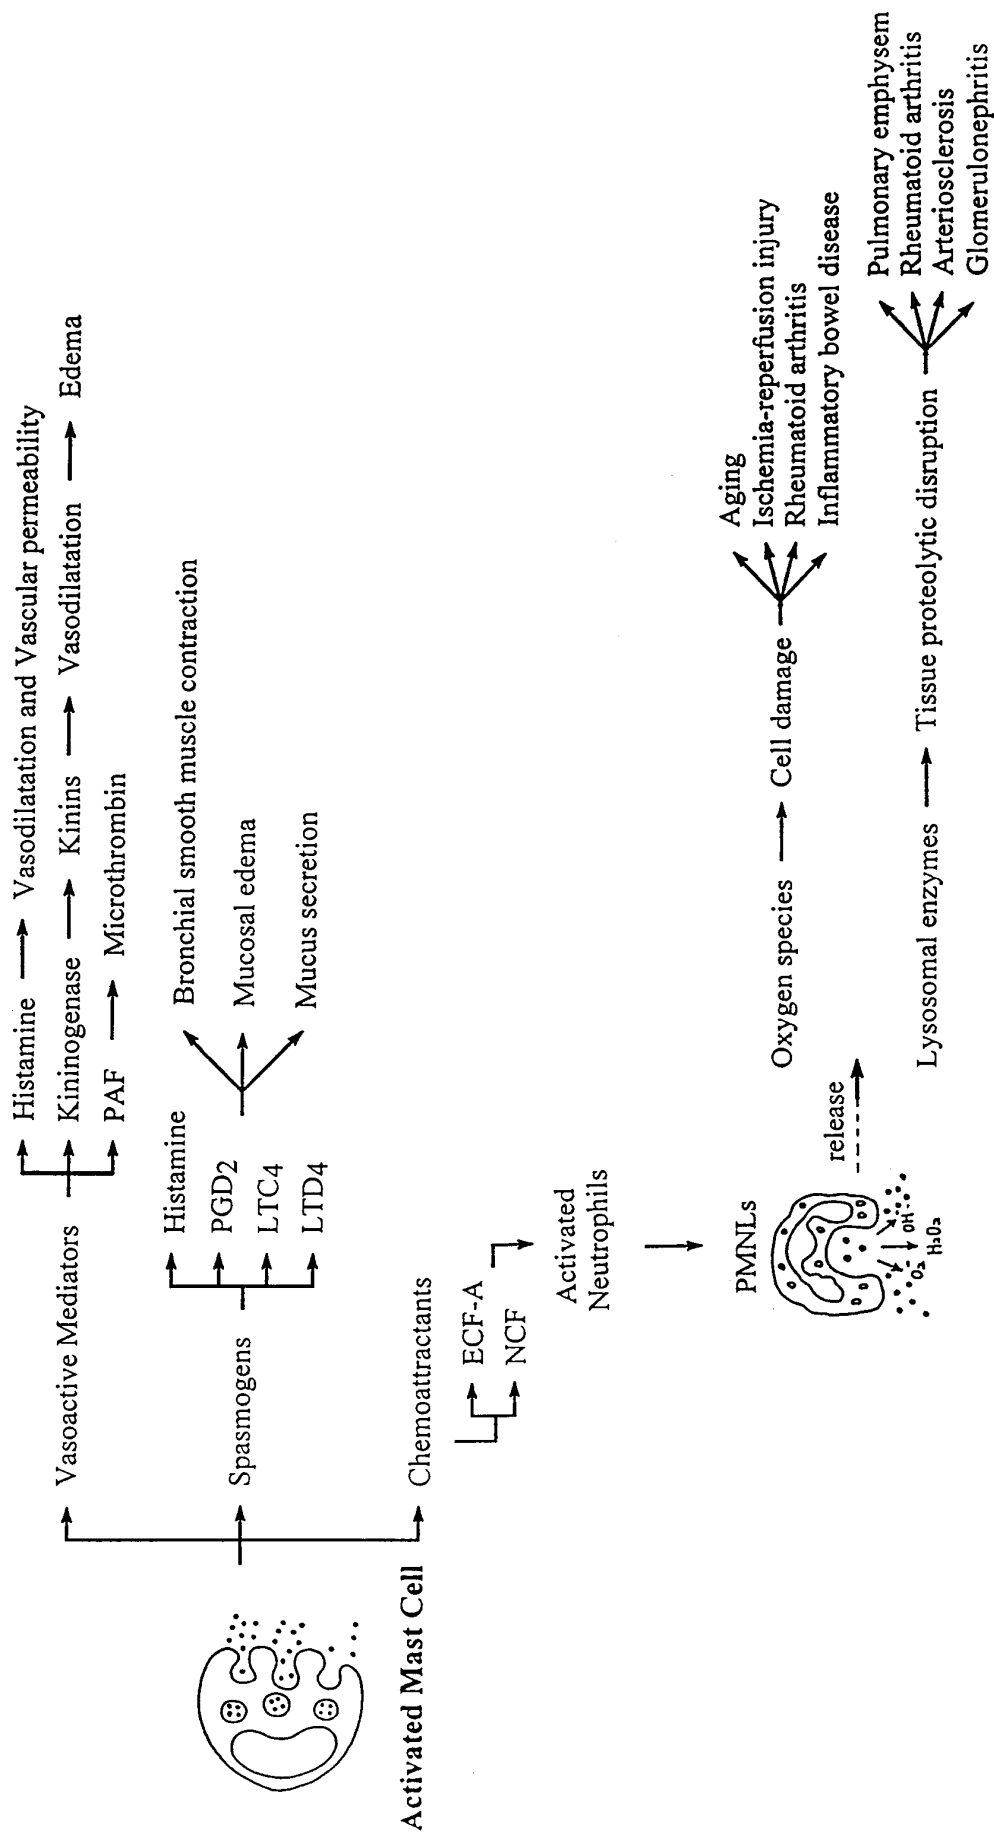 Activated Mast Cell
Vasoactive Mediators
Histamine
Vasodilatation and Vascular permeability
Kininogenase
Kinins
Vasodilatation
Edema
PAF
Microthrombin
Spasmogens
Histamine
PGD2
LTC4
LTD4
Bronchial smooth muscle contraction
Mucosal edema
Mucus secretion
Chemoattractants
ECF-A
NCF
Activated
Neutrophils
PMNLs
O₂⁻
OH·
H₂O₂
release
Oxygen species
Cell damage
Aging
Ischemia-reperfusion injury
Rheumatoid arthritis
Inflammatory bowel disease
Lysosomal enzymes
Tissue proteolytic disruption
Pulmonary emphysem
Rheumatoid arthritis
Arteriosclerosis
Glomerulonephritis